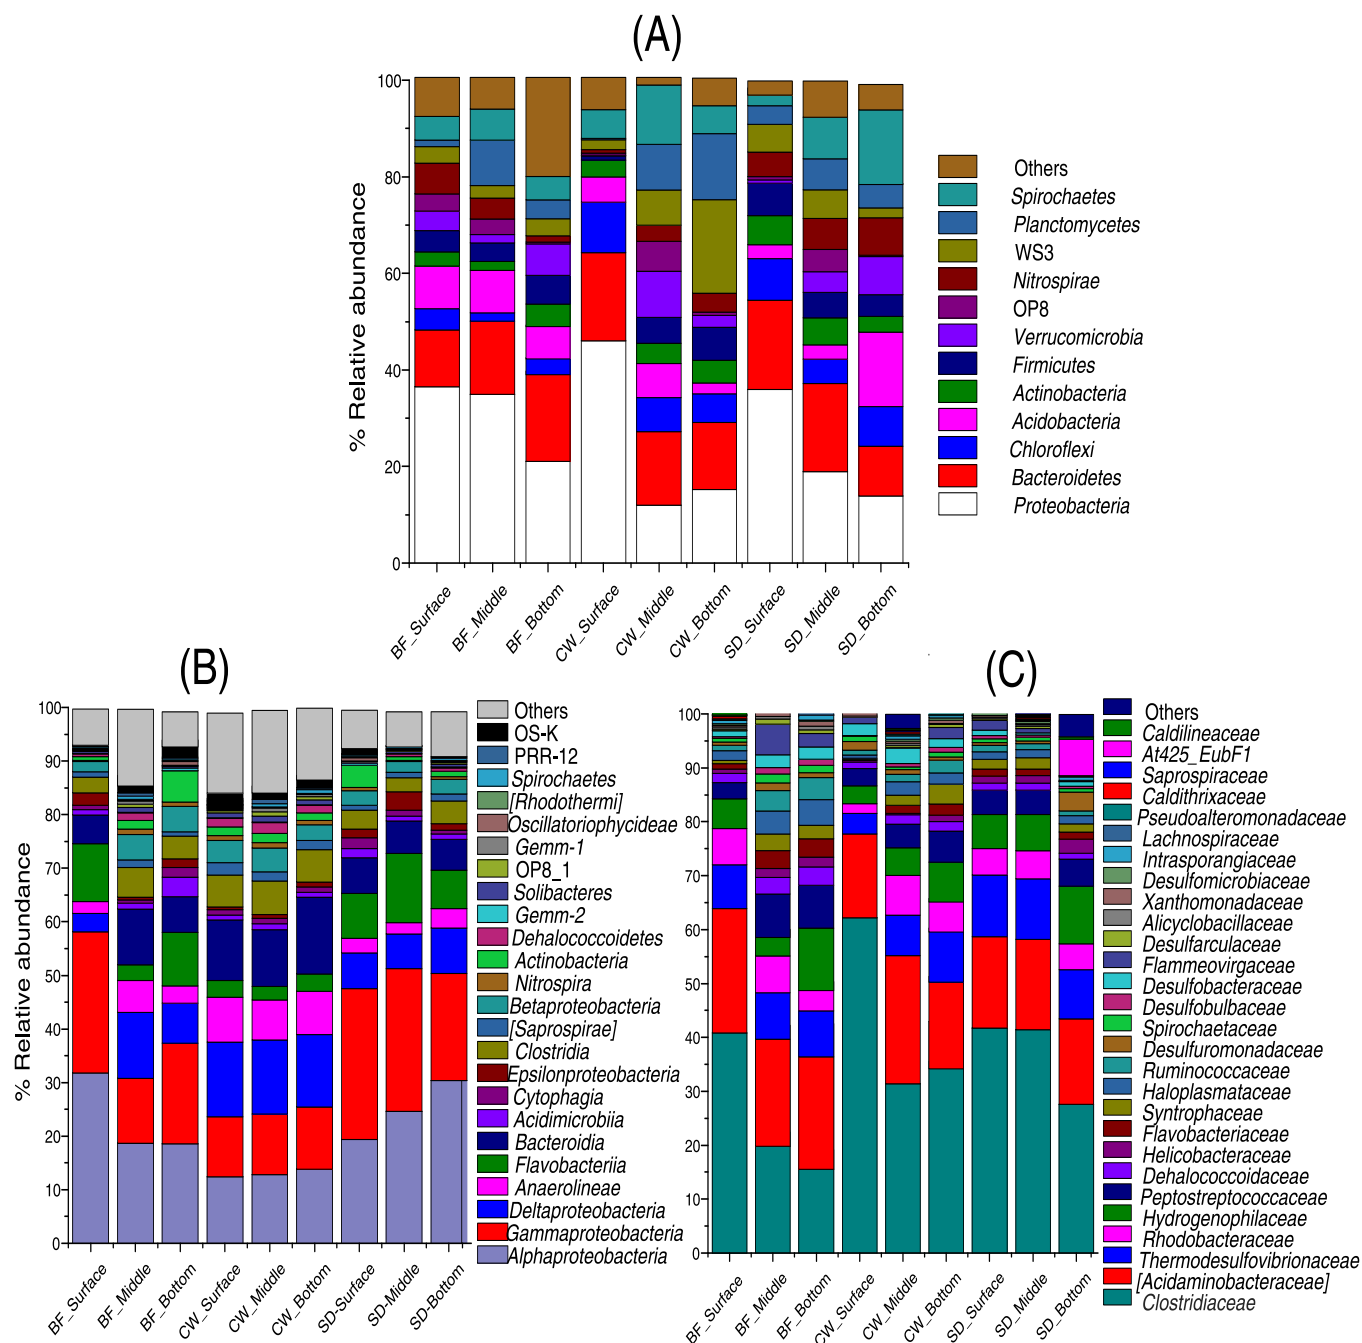 (A)
% Relative abundance
100
80
60
40
20
0
BF_Surface
BF_Middle
BF_Bottom
CW_Surface
CW_Middle
CW_Bottom
SD_Surface
SD_Middle
SD_Bottom
Others
Spirochaetes
Planctomycetes
WS3
Nitrospirae
OP8
Verrucomicrobia
Firmicutes
Actinobacteria
Acidobacteria
Chloroflexi
Bacteroidetes
Proteobacteria
(B)
% Relative abundance
100
90
80
70
60
50
40
30
20
10
0
BF_Surface
BF_Middle
BF_Bottom
CW_Surface
CW_Middle
CW_Bottom
SD-Surface
SD-Middle
SD-Bottom
Others
OS-K
PRR-12
Spirochaetes
[Rhodothermi]
Oscillatoriophycideae
Gemm-1
OP8_1
Solibacteres
Gemm-2
Dehalococcoidetes
Actinobacteria
Nitrospira
Betaproteobacteria
[Saprospirae]
Clostridia
Epsilonproteobacteria
Cytophagia
Acidimicrobiia
Bacteroidia
Flavobacteriia
Anaerolineae
Deltaproteobacteria
Gammaproteobacteria
Alphaproteobacteria
(C)
100
90
80
70
60
50
40
30
20
10
0
BF_Surface
BF_Middle
BF_Bottom
CW_Surface
CW_Middle
CW_Bottom
SD_Surface
SD_Middle
SD_Bottom
Others
Caldilineaceae
At425_EubF1
Saprospiraceae
Caldithrixaceae
Pseudoalteromonadaceae
Lachnospiraceae
Intrasporangiaceae
Desulfomicrobiaceae
Xanthomonadaceae
Alicyclobacillaceae
Desulfarculaceae
Flammeovirgaceae
Desulfobacteraceae
Desulfobulbaceae
Spirochaetaceae
Desulfuromonadaceae
Ruminococcaceae
Haloplasmataceae
Syntrophaceae
Flavobacteriaceae
Helicobacteraceae
Dehalococcoidaceae
Peptostreptococcaceae
Hydrogenophilaceae
Rhodobacteraceae
Thermodesulfovibrionaceae
[Acidaminobacteraceae]
Clostridiaceae